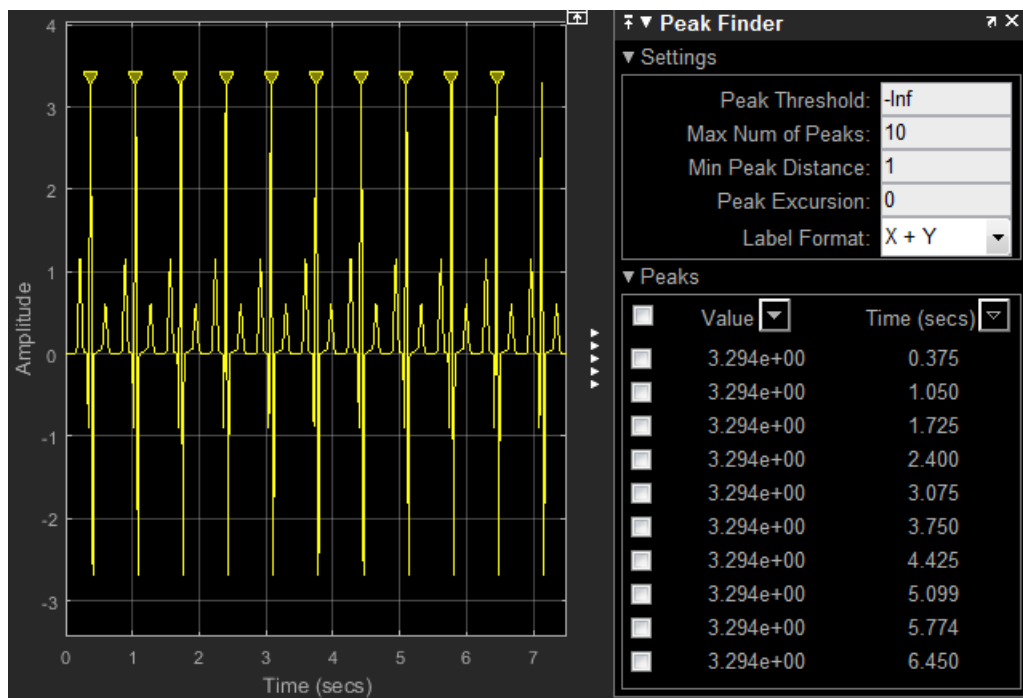 4
3
2
1
0
-1
-2
-3
Amplitude
0 1 2 3 4 5 6 7
Time (secs)
Peak Finder
Settings
Peak Threshold: -Inf
Max Num of Peaks: 10
Min Peak Distance: 1
Peak Excursion: 0
Label Format: X + Y
Peaks
Value Time (secs)
3.294e+00 0.375
3.294e+00 1.050
3.294e+00 1.725
3.294e+00 2.400
3.294e+00 3.075
3.294e+00 3.750
3.294e+00 4.425
3.294e+00 5.099
3.294e+00 5.774
3.294e+00 6.450